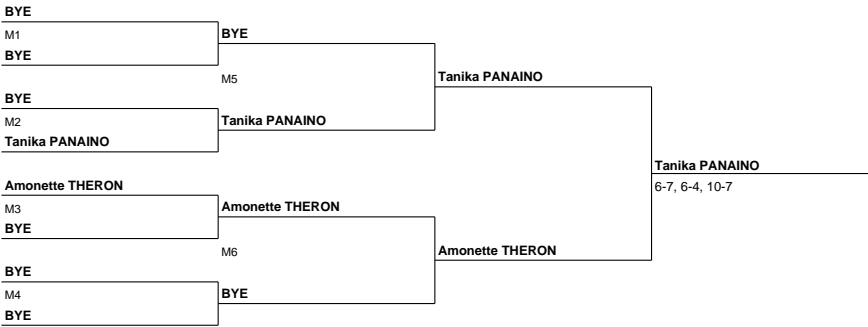 BYE
M1
BYE
BYE
M5
Tanika PANAINO
BYE
M2
Tanika PANAINO
Tanika PANAINO
Tanika PANAINO
6-7, 6-4, 10-7
Amonette THERON
M3
Amonette THERON
BYE
M6
Amonette THERON
BYE
M4
BYE
BYE